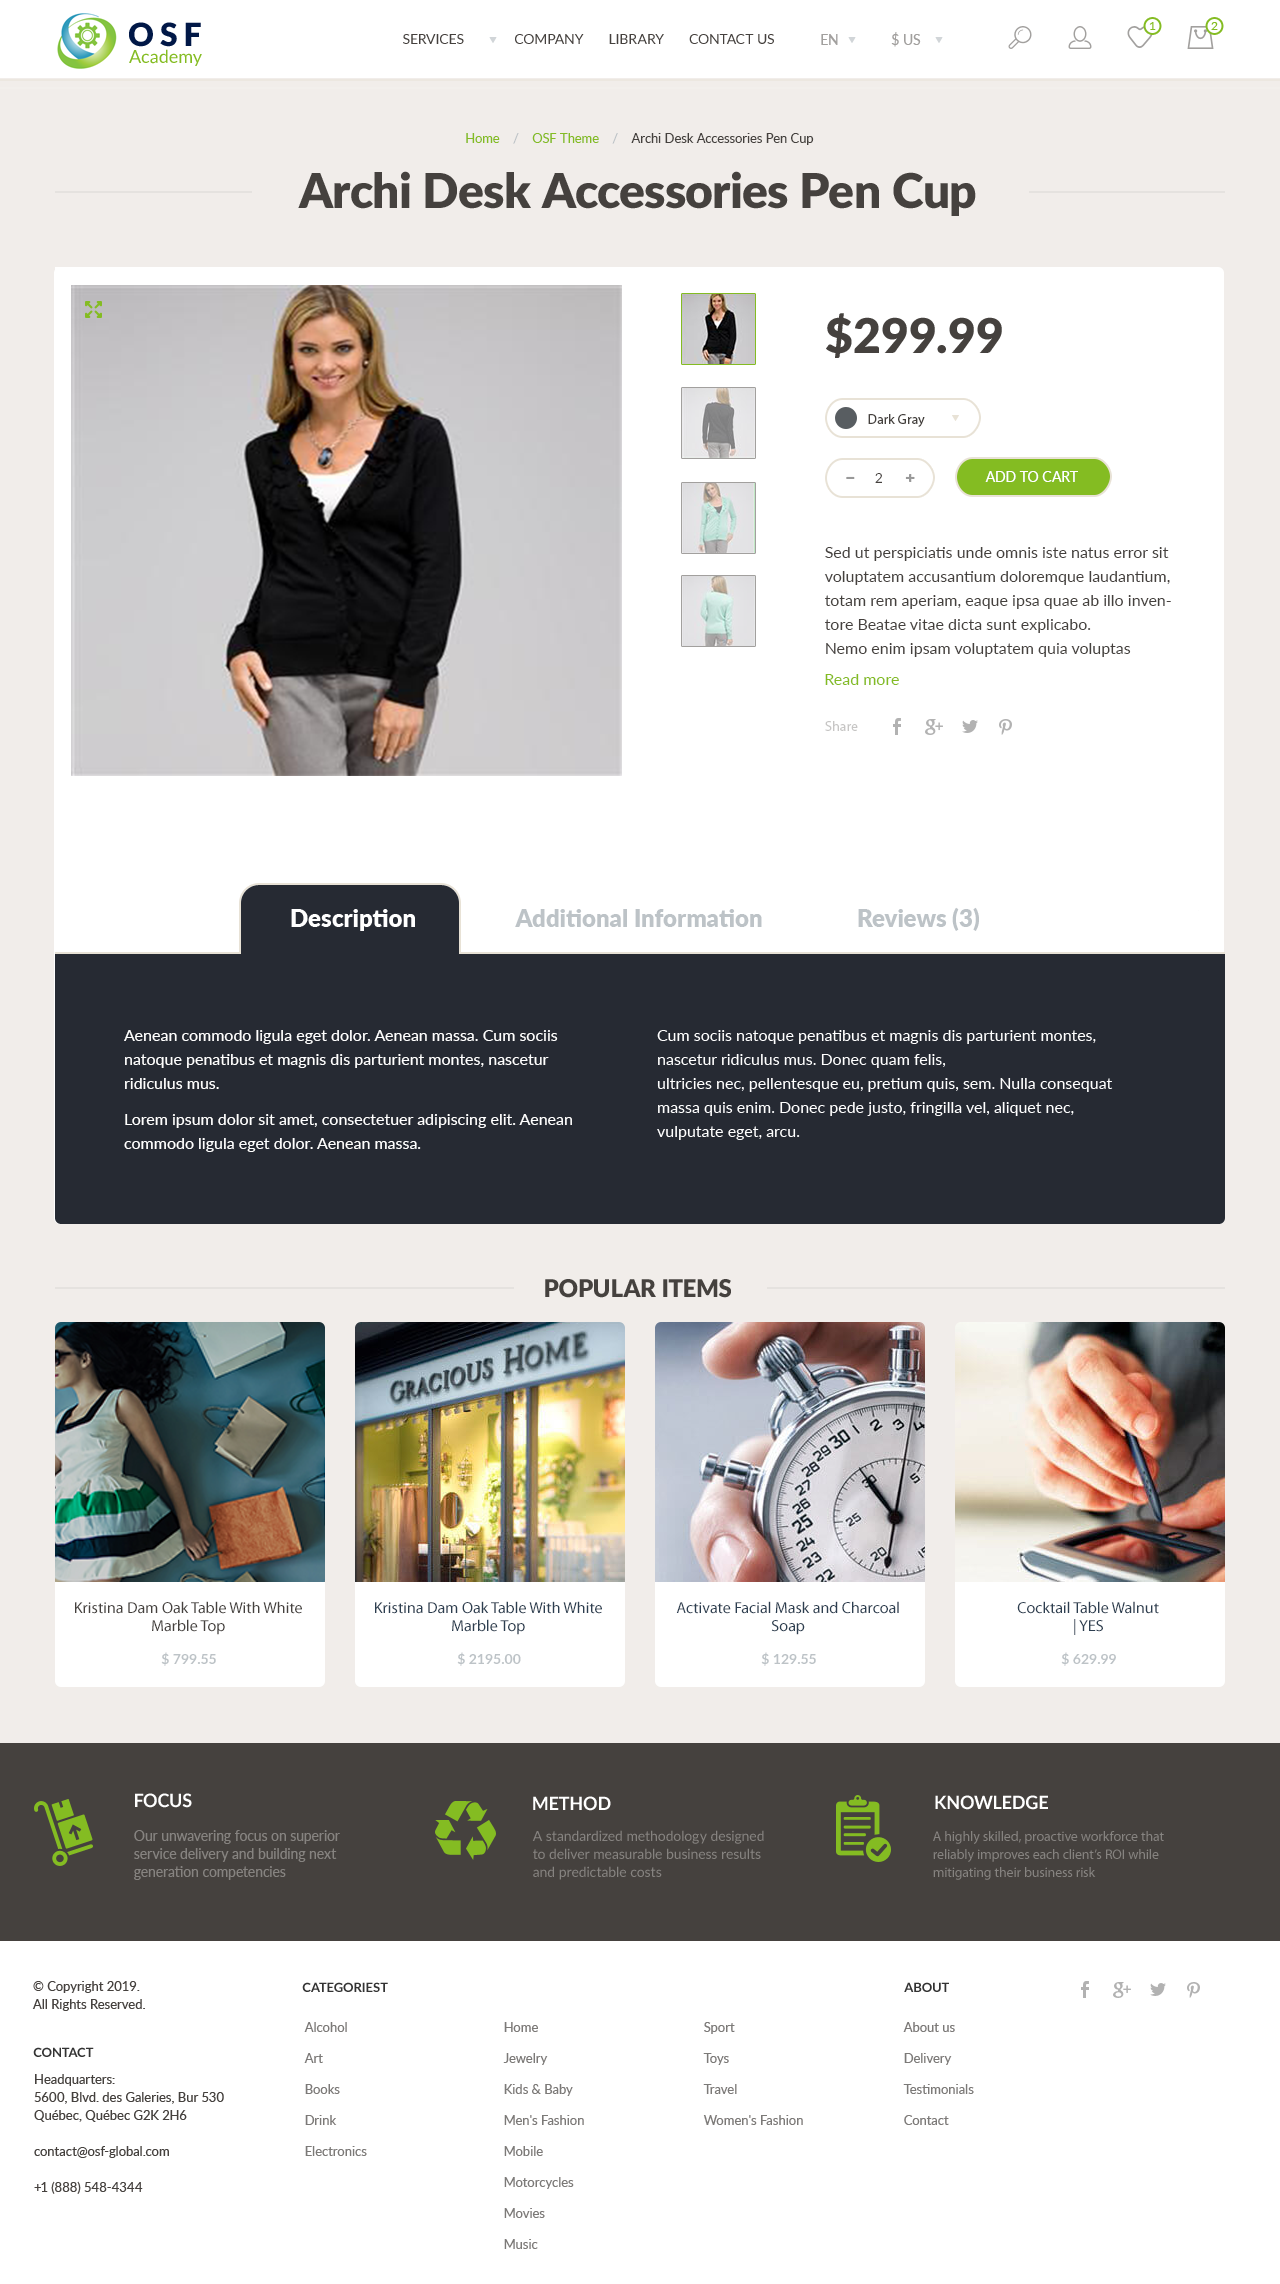 OSF
Academy
SERVICES
COMPANY
LIBRARY
CONTACT US
EN
$ US
1
2
Home / OSF Theme / Archi Desk Accessories Pen Cup
Archi Desk Accessories Pen Cup
$299.99
Dark Gray
− 2 +
ADD TO CART
Sed ut perspiciatis unde omnis iste natus error sit
voluptatem accusantium doloremque laudantium,
totam rem aperiam, eaque ipsa quae ab illo inven-
tore Beatae vitae dicta sunt explicabo.
Nemo enim ipsam voluptatem quia voluptas
Read more
Share
Description
Additional Information
Reviews (3)
Aenean commodo ligula eget dolor. Aenean massa. Cum sociis
natoque penatibus et magnis dis parturient montes, nascetur
ridiculus mus.
Lorem ipsum dolor sit amet, consectetuer adipiscing elit. Aenean
commodo ligula eget dolor. Aenean massa.
Cum sociis natoque penatibus et magnis dis parturient montes,
nascetur ridiculus mus. Donec quam felis,
ultricies nec, pellentesque eu, pretium quis, sem. Nulla consequat
massa quis enim. Donec pede justo, fringilla vel, aliquet nec,
vulputate eget, arcu.
POPULAR ITEMS
GRACIOUS HOME
Kristina Dam Oak Table With White
Marble Top
$ 799.55
Kristina Dam Oak Table With White
Marble Top
$ 2195.00
Activate Facial Mask and Charcoal
Soap
$ 129.55
Cocktail Table Walnut
| YES
$ 629.99
FOCUS
Our unwavering focus on superior
service delivery and building next
generation competencies
METHOD
A standardized methodology designed
to deliver measurable business results
and predictable costs
KNOWLEDGE
A highly skilled, proactive workforce that
reliably improves each client's ROI while
mitigating their business risk
© Copyright 2019.
All Rights Reserved.
CONTACT
Headquarters:
5600, Blvd. des Galeries, Bur 530
Québec, Québec G2K 2H6
contact@osf-global.com
+1 (888) 548-4344
CATEGORIEST
Alcohol
Art
Books
Drink
Electronics
Home
Jewelry
Kids & Baby
Men's Fashion
Mobile
Motorcycles
Movies
Music
Sport
Toys
Travel
Women's Fashion
ABOUT
About us
Delivery
Testimonials
Contact